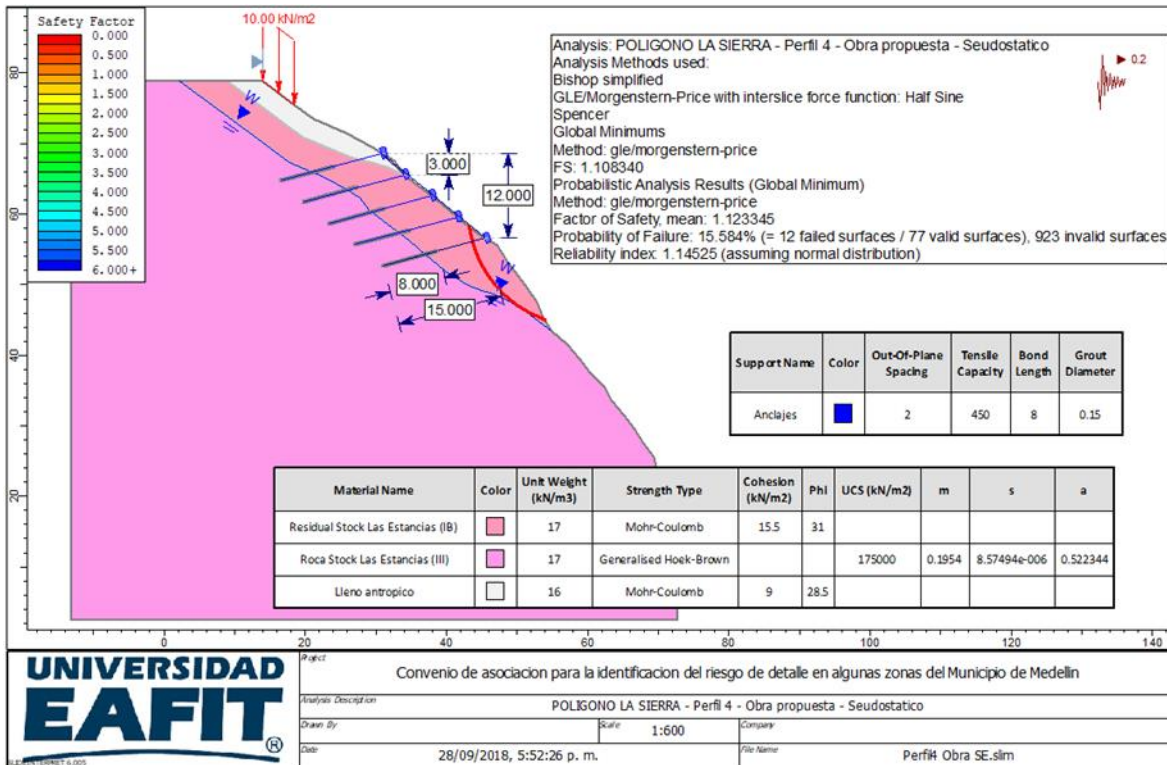 Safety Factor
0.000
0.500
1.000
1.500
2.000
2.500
3.000
3.500
4.000
4.500
5.000
5.500
6.000+
10.00 kN/m2
Analysis: POLIGONO LA SIERRA - Perfil 4 - Obra propuesta - Seudostatico
Analysis Methods used:
Bishop simplified
GLE/Morgenstern-Price with interslice force function: Half Sine
Spencer
Global Minimums
Method: gle/morgenstern-price
FS: 1.108340
Probabilistic Analysis Results (Global Minimum)
Method: gle/morgenstern-price
Factor of Safety, mean: 1.123345
Probability of Failure: 15.584% (= 12 failed surfaces / 77 valid surfaces), 923 invalid surfaces
Reliability index: 1.14525 (assuming normal distribution)
0.2
80
60
40
20
W
W
3.000
12.000
8.000
15.000
Support Name Color Out-Of-Plane Spacing Tensile Capacity Bond Length Grout Diameter
Anclajes 2 450 8 0.15
Material Name Color Unit Weight (kN/m3) Strength Type Cohesion (kN/m2) Phi UCS (kN/m2) m s a
Residual Stock Las Estancias (IB) 17 Mohr-Coulomb 15.5 31
Roca Stock Las Estancias (III) 17 Generalised Hoek-Brown 175000 0.1954 8.57494e-006 0.522344
Lleno antropico 16 Mohr-Coulomb 9 28.5
0 20 40 60 80 100 120 140
UNIVERSIDAD
EAFIT®
Project
Convenio de asociacion para la identificacion del riesgo de detalle en algunas zonas del Municipio de Medellin
Analysis Description
POLIGONO LA SIERRA - Perfil 4 - Obra propuesta - Seudostatico
Drawn By
Scale 1:600
Company
Date 28/09/2018, 5:52:26 p. m.
File Name Perfil4 Obra SE.slim
SLIDEINTERPRET 6.005